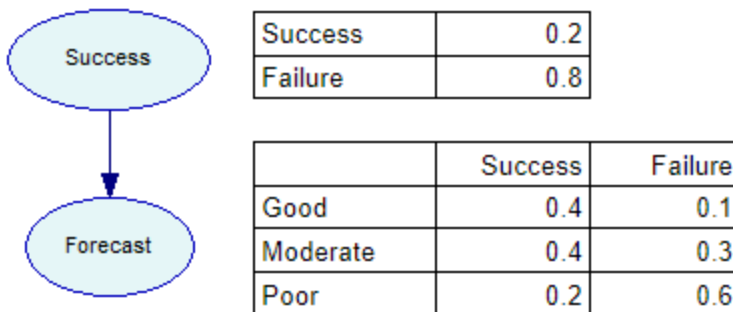 Success
Success 0.2
Failure 0.8
Success Failure
Forecast
Good 0.4 0.1
Moderate 0.4 0.3
Poor 0.2 0.6